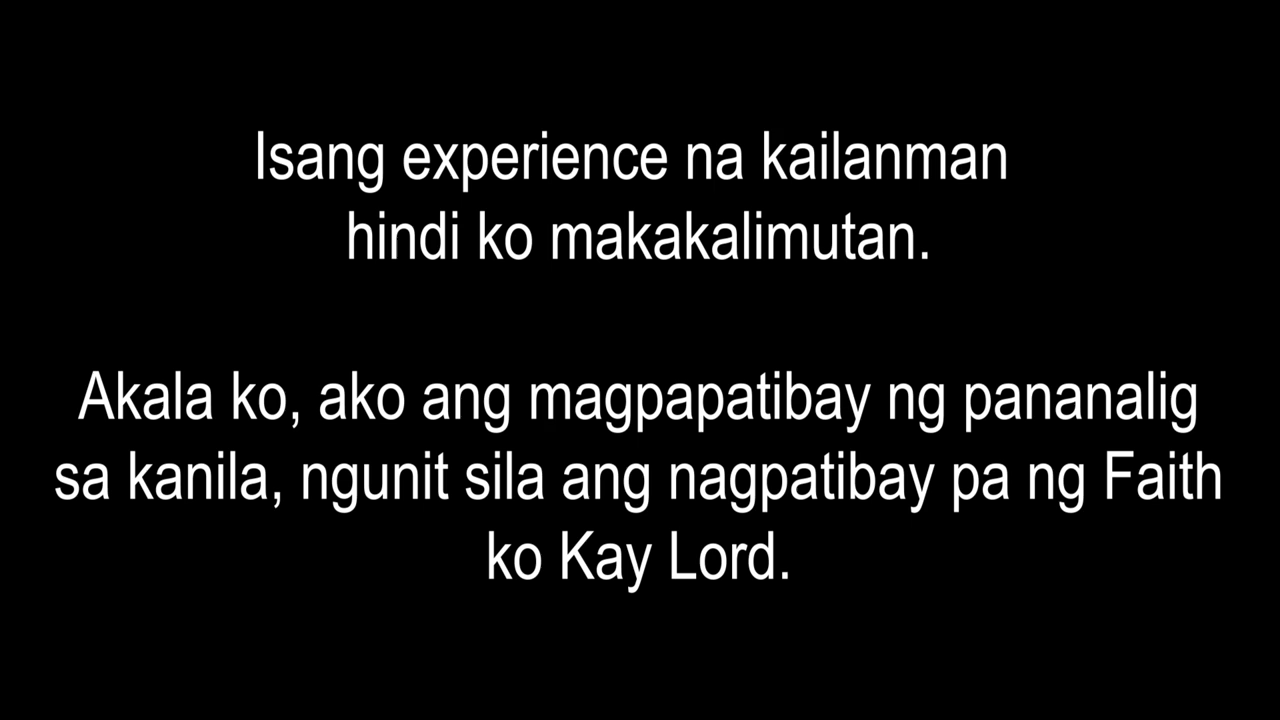 Isang experience na kailanman
hindi ko makakalimutan.
Akala ko, ako ang magpapatibay ng pananalig
sa kanila, ngunit sila ang nagpatibay pa ng Faith
ko Kay Lord.